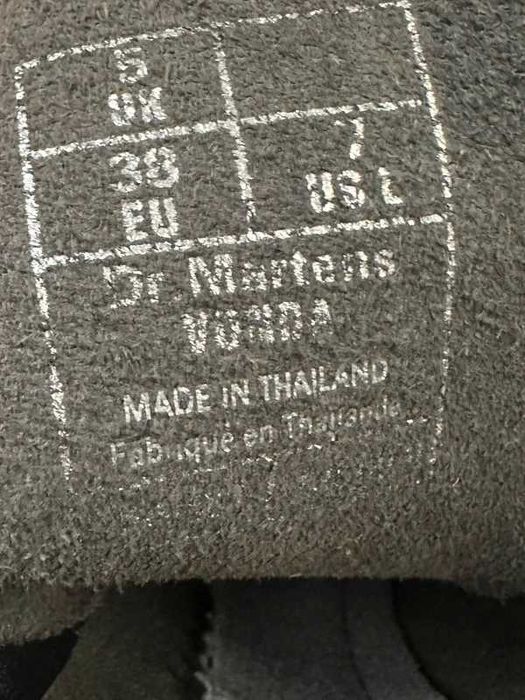 5
UK
38 7
EU US L
Dr. Martens
VONDA
MADE IN THAILAND
Fabriqué en Thaïlande